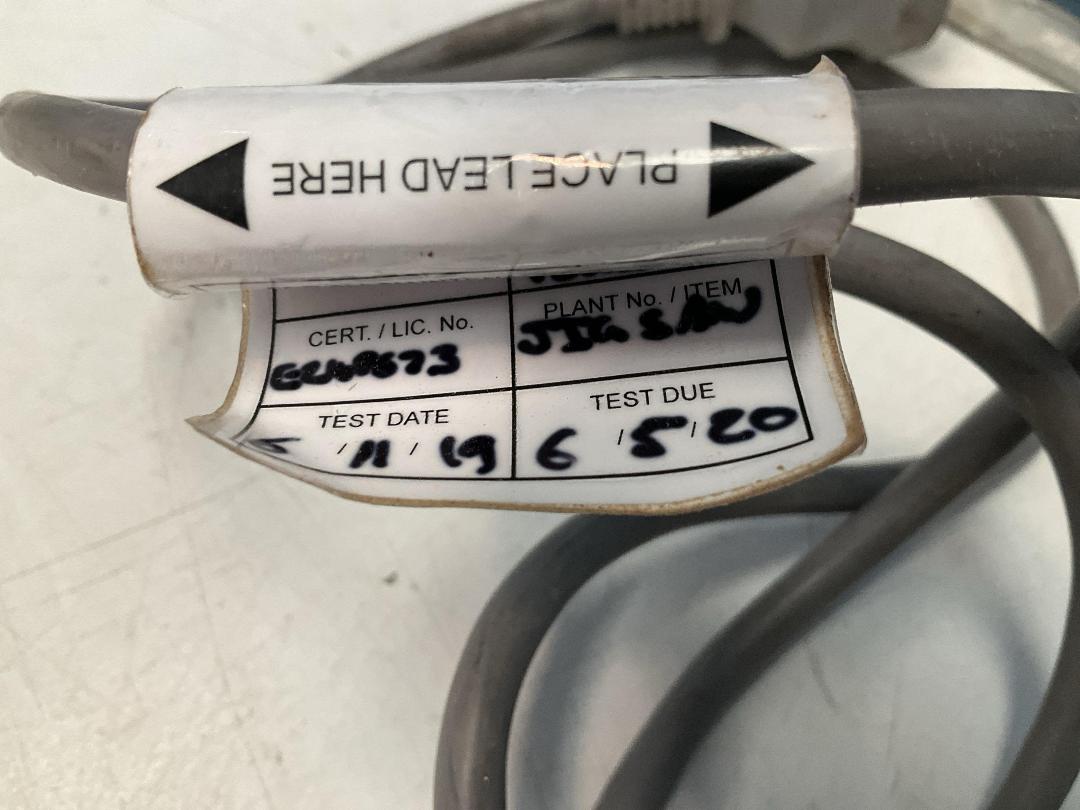 PLACE LEAD HERE
CERT. / LIC. No.
PLANT No. / ITEM
JIG SAW
TEST DATE
TEST DUE
5 / 11 / 19
6 / 5 / 20